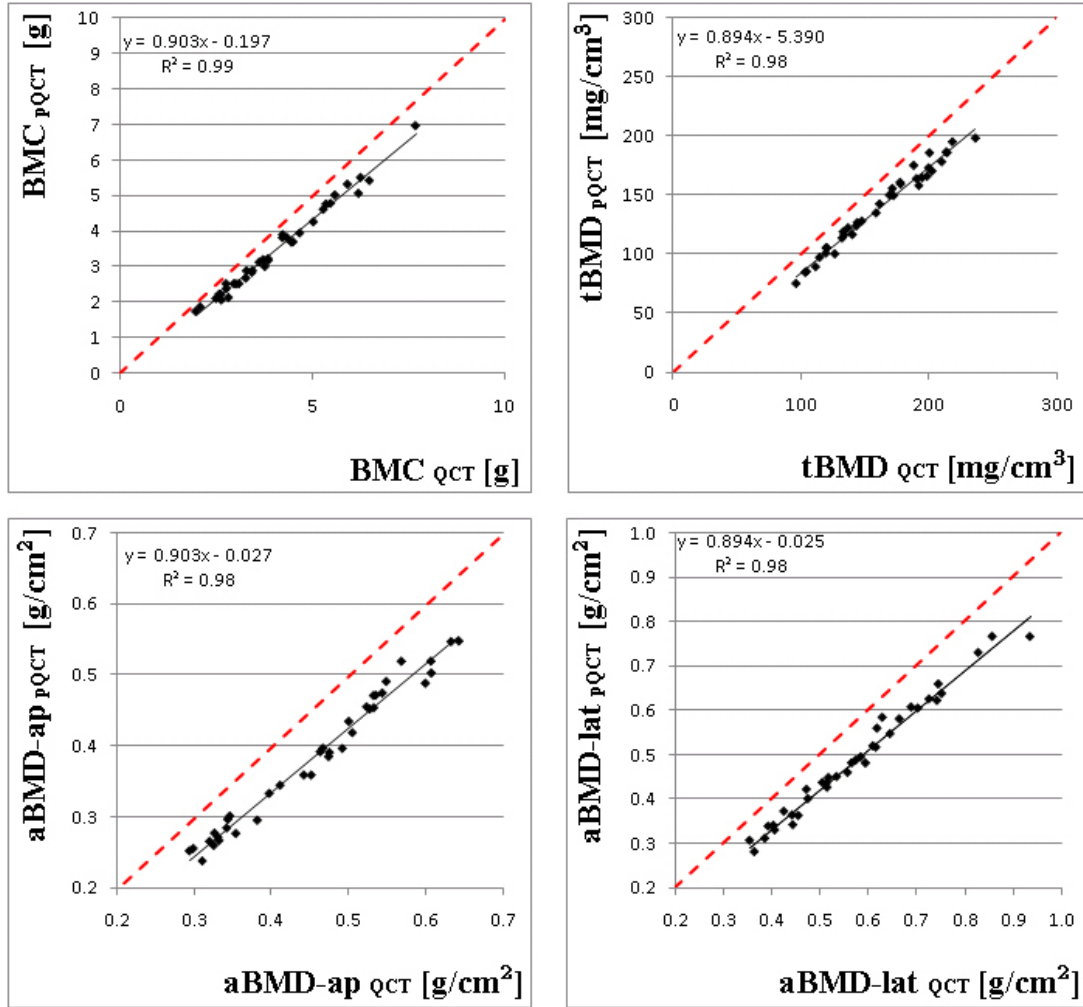 BMC pQCT [g]
10
9
8
7
6
5
4
3
2
1
0
y = 0.903x - 0.197
R² = 0.99
0 5 10
BMC QCT [g]
tBMD pQCT [mg/cm³]
300
250
200
150
100
50
0
y = 0.894x - 5.390
R² = 0.98
0 100 200 300
tBMD QCT [mg/cm³]
aBMD-ap pQCT [g/cm²]
0.7
0.6
0.5
0.4
0.3
0.2
y = 0.903x - 0.027
R² = 0.98
0.2 0.3 0.4 0.5 0.6 0.7
aBMD-ap QCT [g/cm²]
aBMD-lat pQCT [g/cm²]
1.0
0.9
0.8
0.7
0.6
0.5
0.4
0.3
0.2
y = 0.894x - 0.025
R² = 0.98
0.2 0.3 0.4 0.5 0.6 0.7 0.8 0.9 1.0
aBMD-lat QCT [g/cm²]